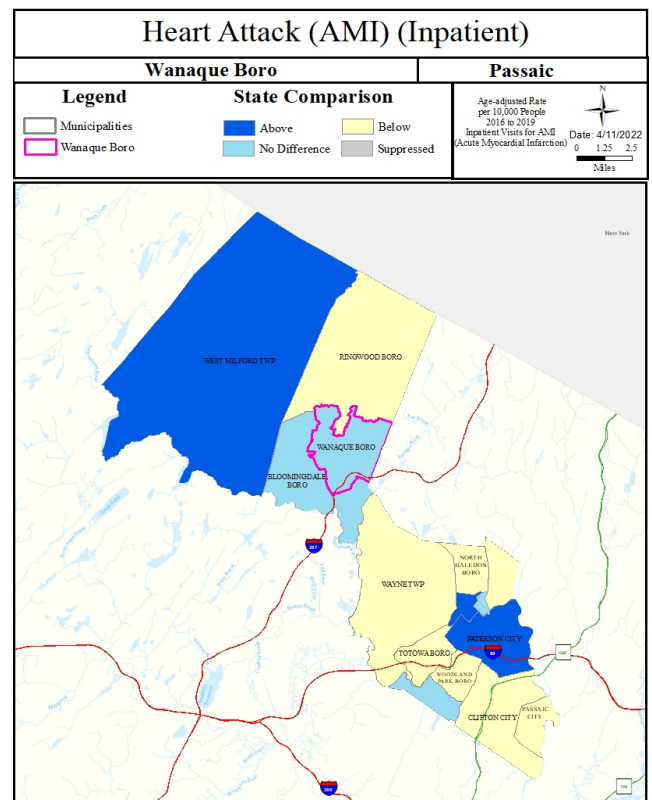 Heart Attack (AMI) (Inpatient)
Wanaque Boro
Passaic
Legend
Municipalities
Wanaque Boro
State Comparison
Above
No Difference
Below
Suppressed
Age-adjusted Rate
per 10,000 People
2016 to 2019
Inpatient Visits for AMI
(Acute Myocardial Infarction)
N
Date: 4/11/2022
0 1.25 2.5
Miles
New York
WEST MILFORD TWP
RINGWOOD BORO
WANAQUE BORO
BLOOMINGDALE
BORO
287
WAYNE TWP
NORTH
HALEDON
BORO
PATERSON CITY
80
TOTOWA BORO
WOODLAND
PARK BORO
CLIFTON CITY
PASSAIC
CITY